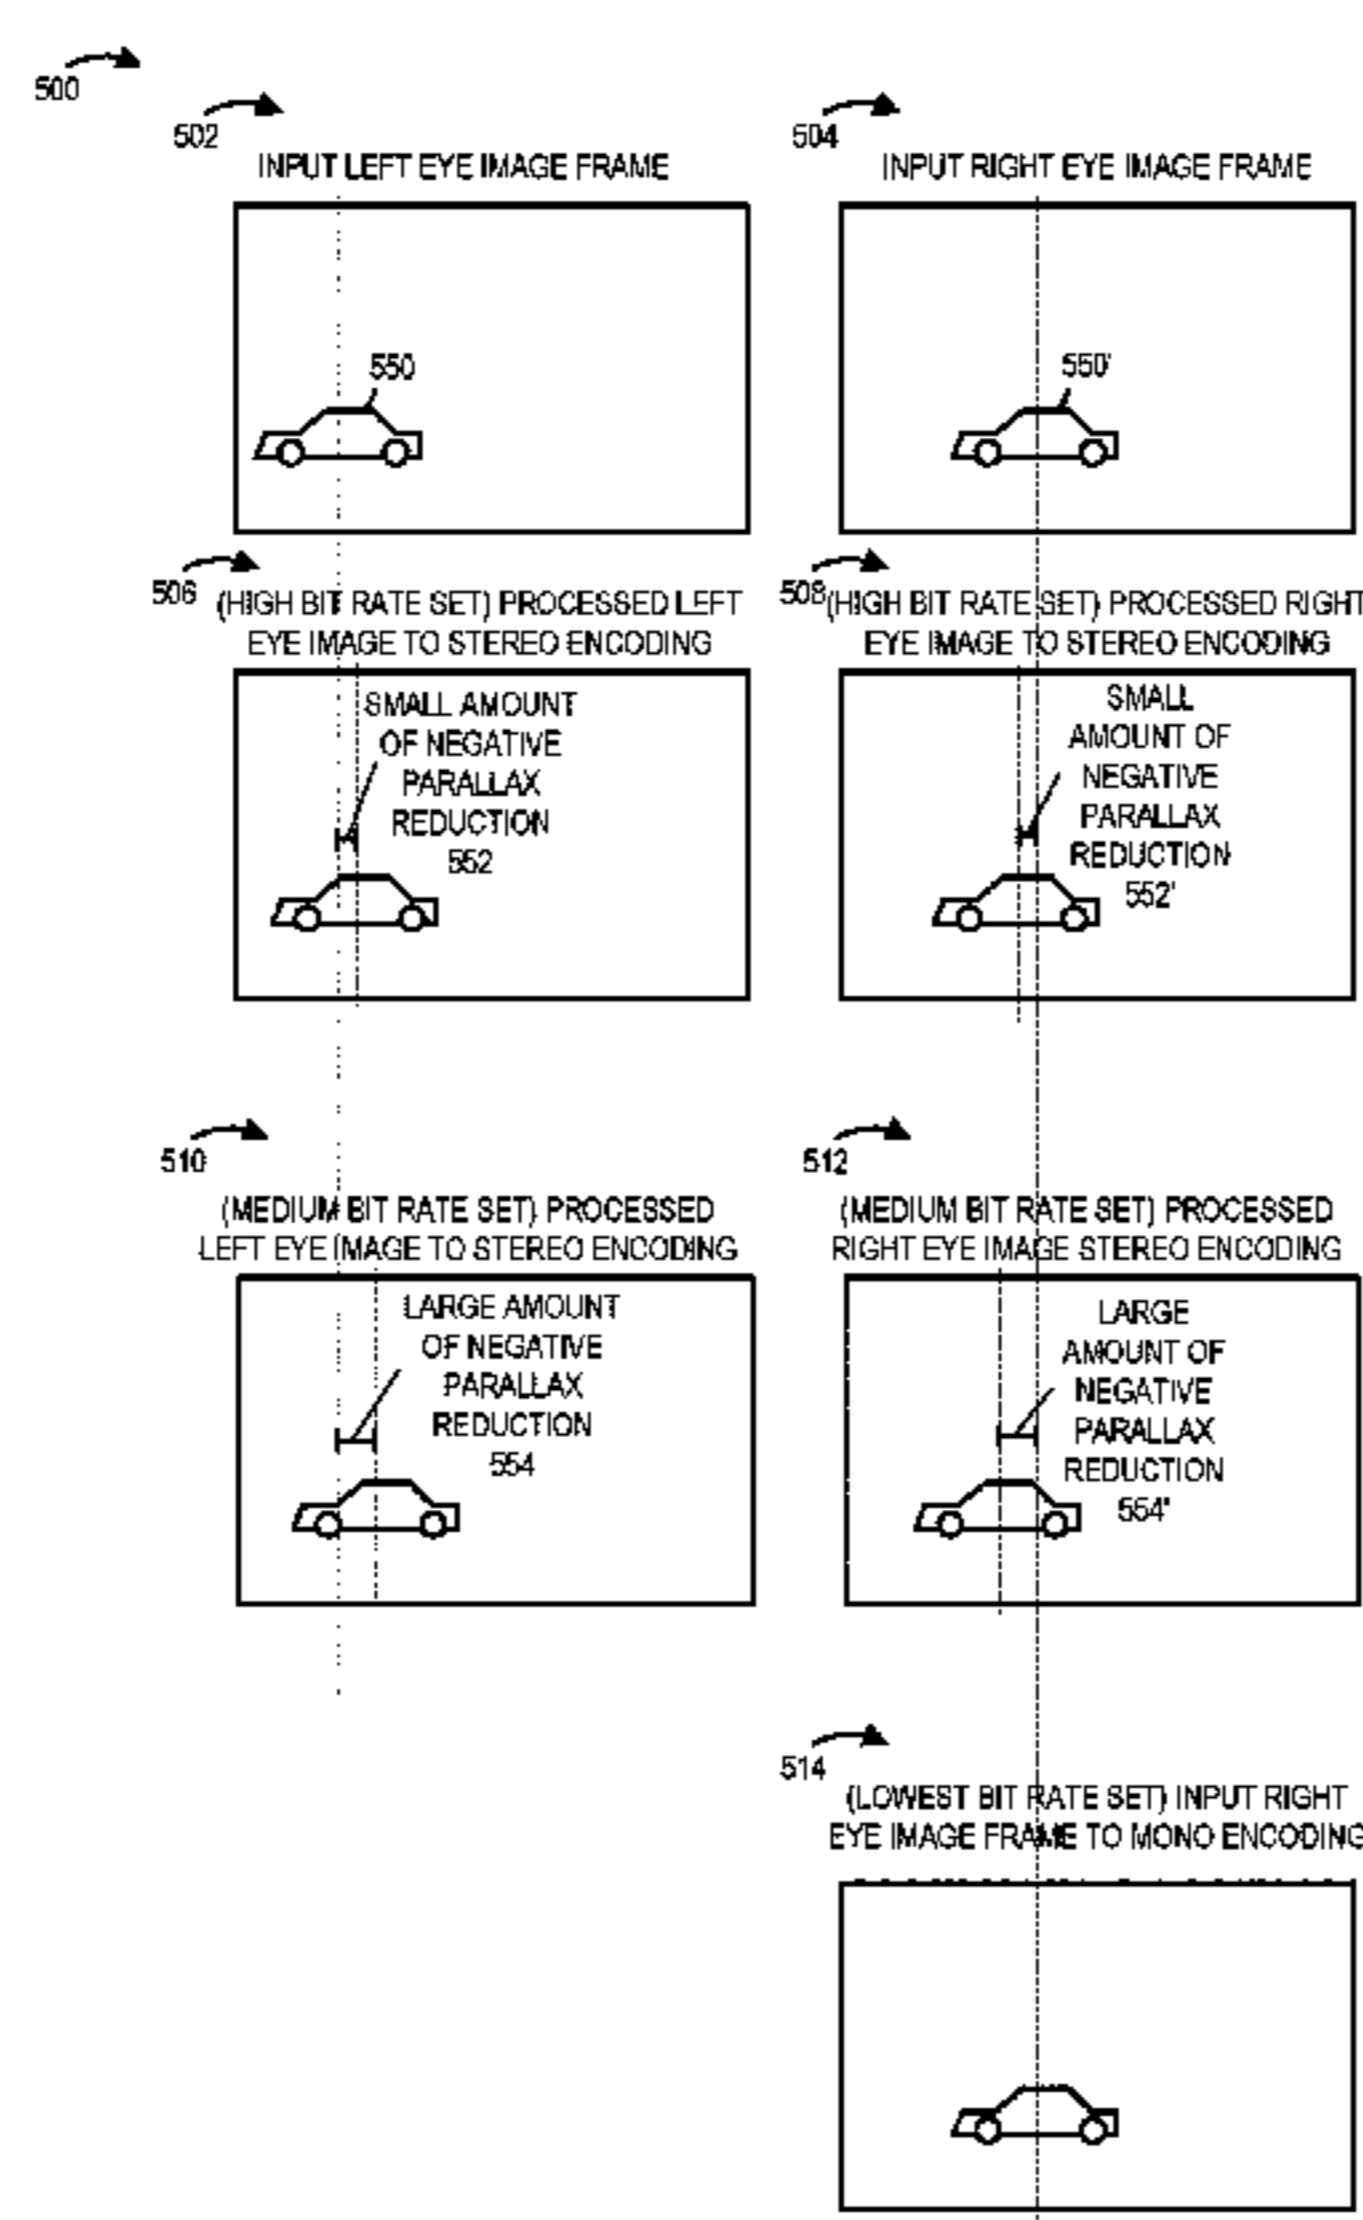 500
502
INPUT LEFT EYE IMAGE FRAME
504
INPUT RIGHT EYE IMAGE FRAME
550
550'
506
(HIGH BIT RATE SET) PROCESSED LEFT
EYE IMAGE TO STEREO ENCODING
508
(HIGH BIT RATE SET) PROCESSED RIGHT
EYE IMAGE TO STEREO ENCODING
SMALL AMOUNT
OF NEGATIVE
PARALLAX
REDUCTION
552
SMALL
AMOUNT OF
NEGATIVE
PARALLAX
REDUCTION
552'
510
(MEDIUM BIT RATE SET) PROCESSED
LEFT EYE IMAGE TO STEREO ENCODING
512
(MEDIUM BIT RATE SET) PROCESSED
RIGHT EYE IMAGE STEREO ENCODING
LARGE AMOUNT
OF NEGATIVE
PARALLAX
REDUCTION
554
LARGE
AMOUNT OF
NEGATIVE
PARALLAX
REDUCTION
554'
514
(LOWEST BIT RATE SET) INPUT RIGHT
EYE IMAGE FRAME TO MONO ENCODING